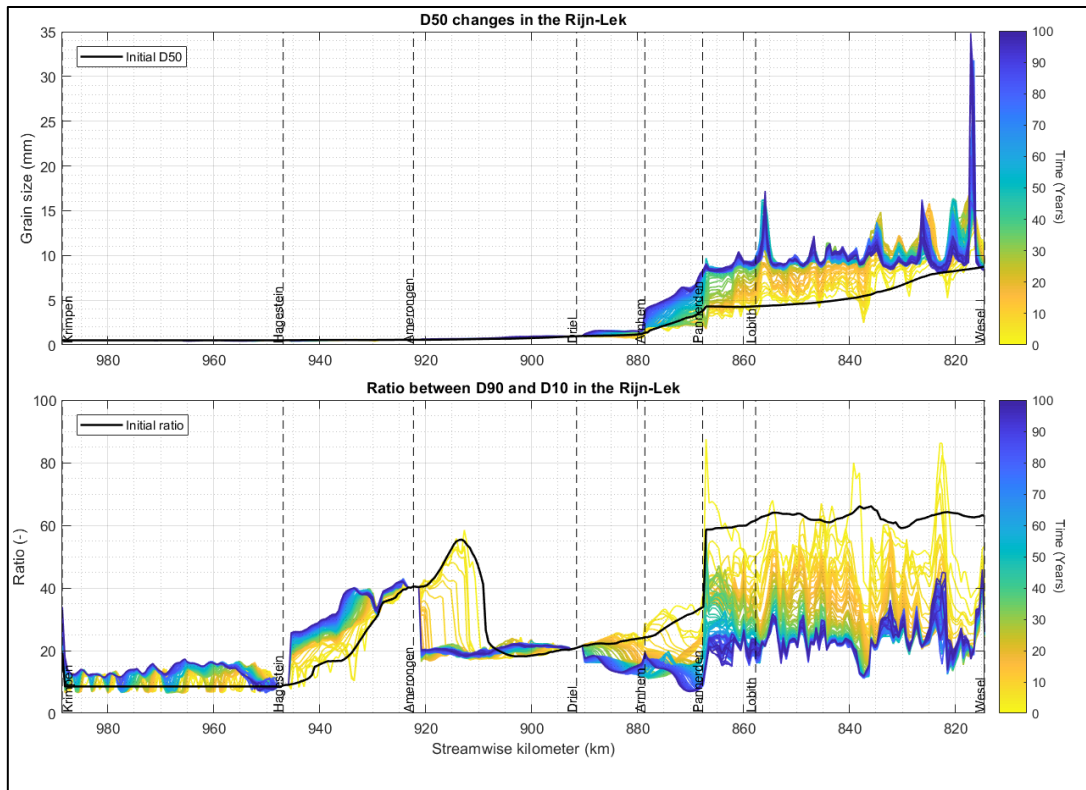 D50 changes in the Rijn-Lek
35
30
25
20
15
10
5
0
Grain size (mm)
Initial D50
Krimpen
Hagestein
Amerongen
Driel
Arnhem
Pannerden
Lobith
Wesel
980 960 940 920 900 880 860 840 820
100
90
80
70
60
50
40
30
20
10
0
Time (Years)
Ratio between D90 and D10 in the Rijn-Lek
100
80
60
40
20
0
Ratio (-)
Initial ratio
Krimpen
Hagestein
Amerongen
Driel
Arnhem
Pannerden
Lobith
Wesel
980 960 940 920 900 880 860 840 820
Streamwise kilometer (km)
100
90
80
70
60
50
40
30
20
10
0
Time (Years)